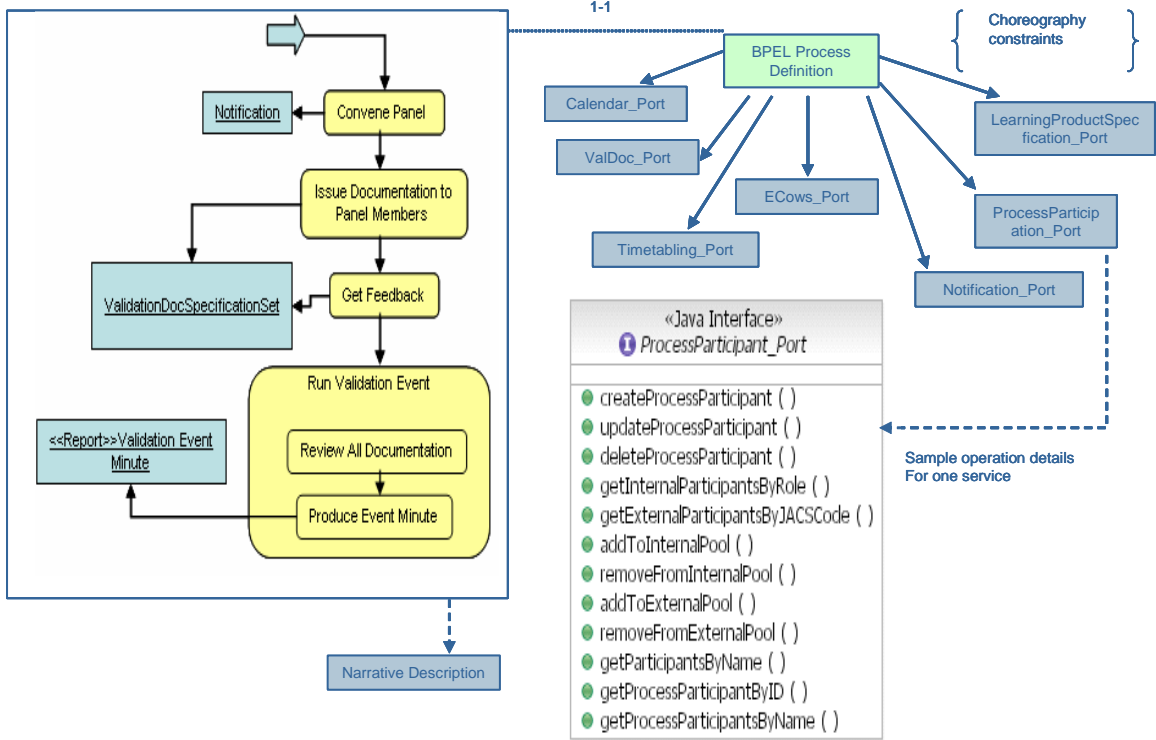 1-1
Choreography
constraints
BPEL Process
Definition
Calendar_Port
ValDoc_Port
Timetabling_Port
ECows_Port
LearningProductSpec
ification_Port
ProcessParticip
ation_Port
Notification_Port
Notification
Convene Panel
Issue Documentation to
Panel Members
ValidationDocSpecificationSet
Get Feedback
Run Validation Event
<<Report>>Validation Event
Minute
Review All Documentation
Produce Event Minute
Narrative Description
«Java Interface»
I ProcessParticipant_Port
createProcessParticipant ( )
updateProcessParticipant ( )
deleteProcessParticipant ( )
getInternalParticipantsByRole ( )
getExternalParticipantsByJACSCode ( )
addToInternalPool ( )
removeFromInternalPool ( )
addToExternalPool ( )
removeFromExternalPool ( )
getParticipantsByName ( )
getProcessParticipantByID ( )
getProcessParticipantsByName ( )
Sample operation details
For one service